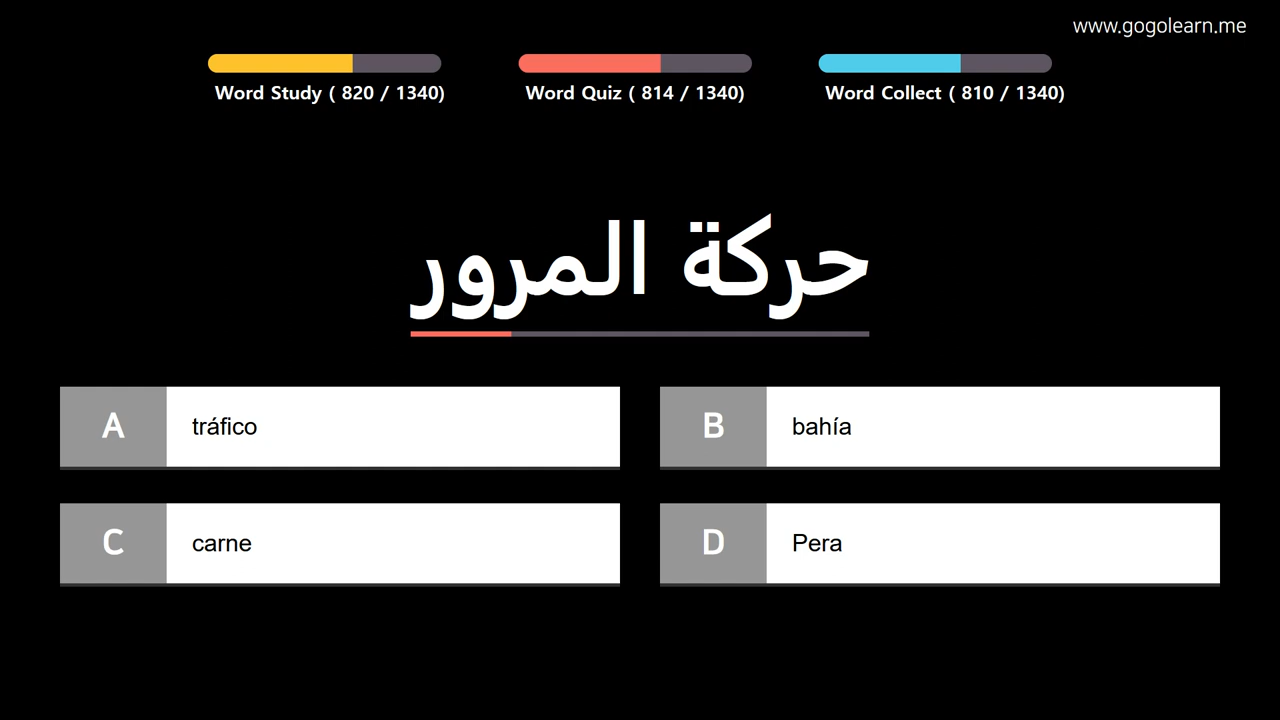 www.gogolearn.me
Word Study ( 820 / 1340)
Word Quiz ( 814 / 1340)
Word Collect ( 810 / 1340)
حركة المرور
A tráfico
B bahía
C carne
D Pera